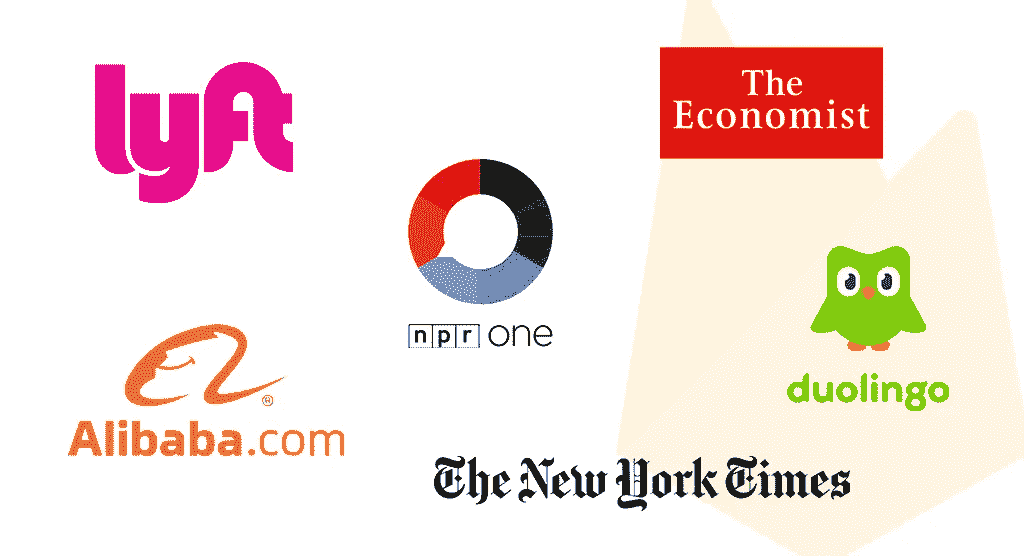 lyft
The
Economist
npr one
duolingo
Alibaba.com
The New York Times